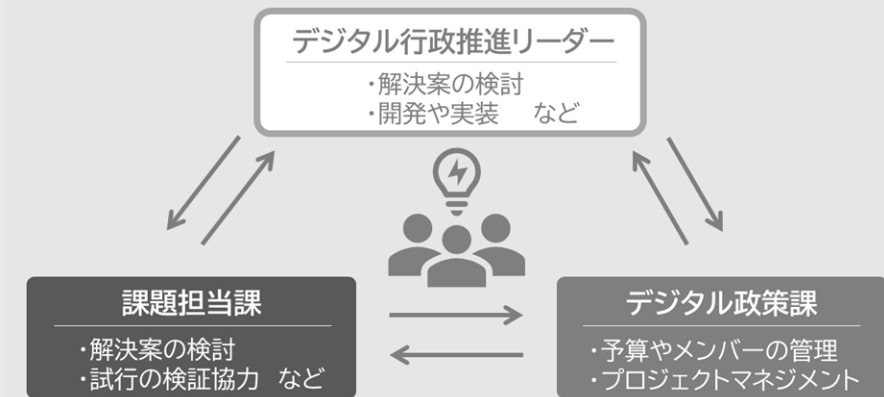 デジタル行政推進リーダー
・解決案の検討
・開発や実装　など
課題担当課
・解決案の検討
・試行の検証協力　など
デジタル政策課
・予算やメンバーの管理
・プロジェクトマネジメント